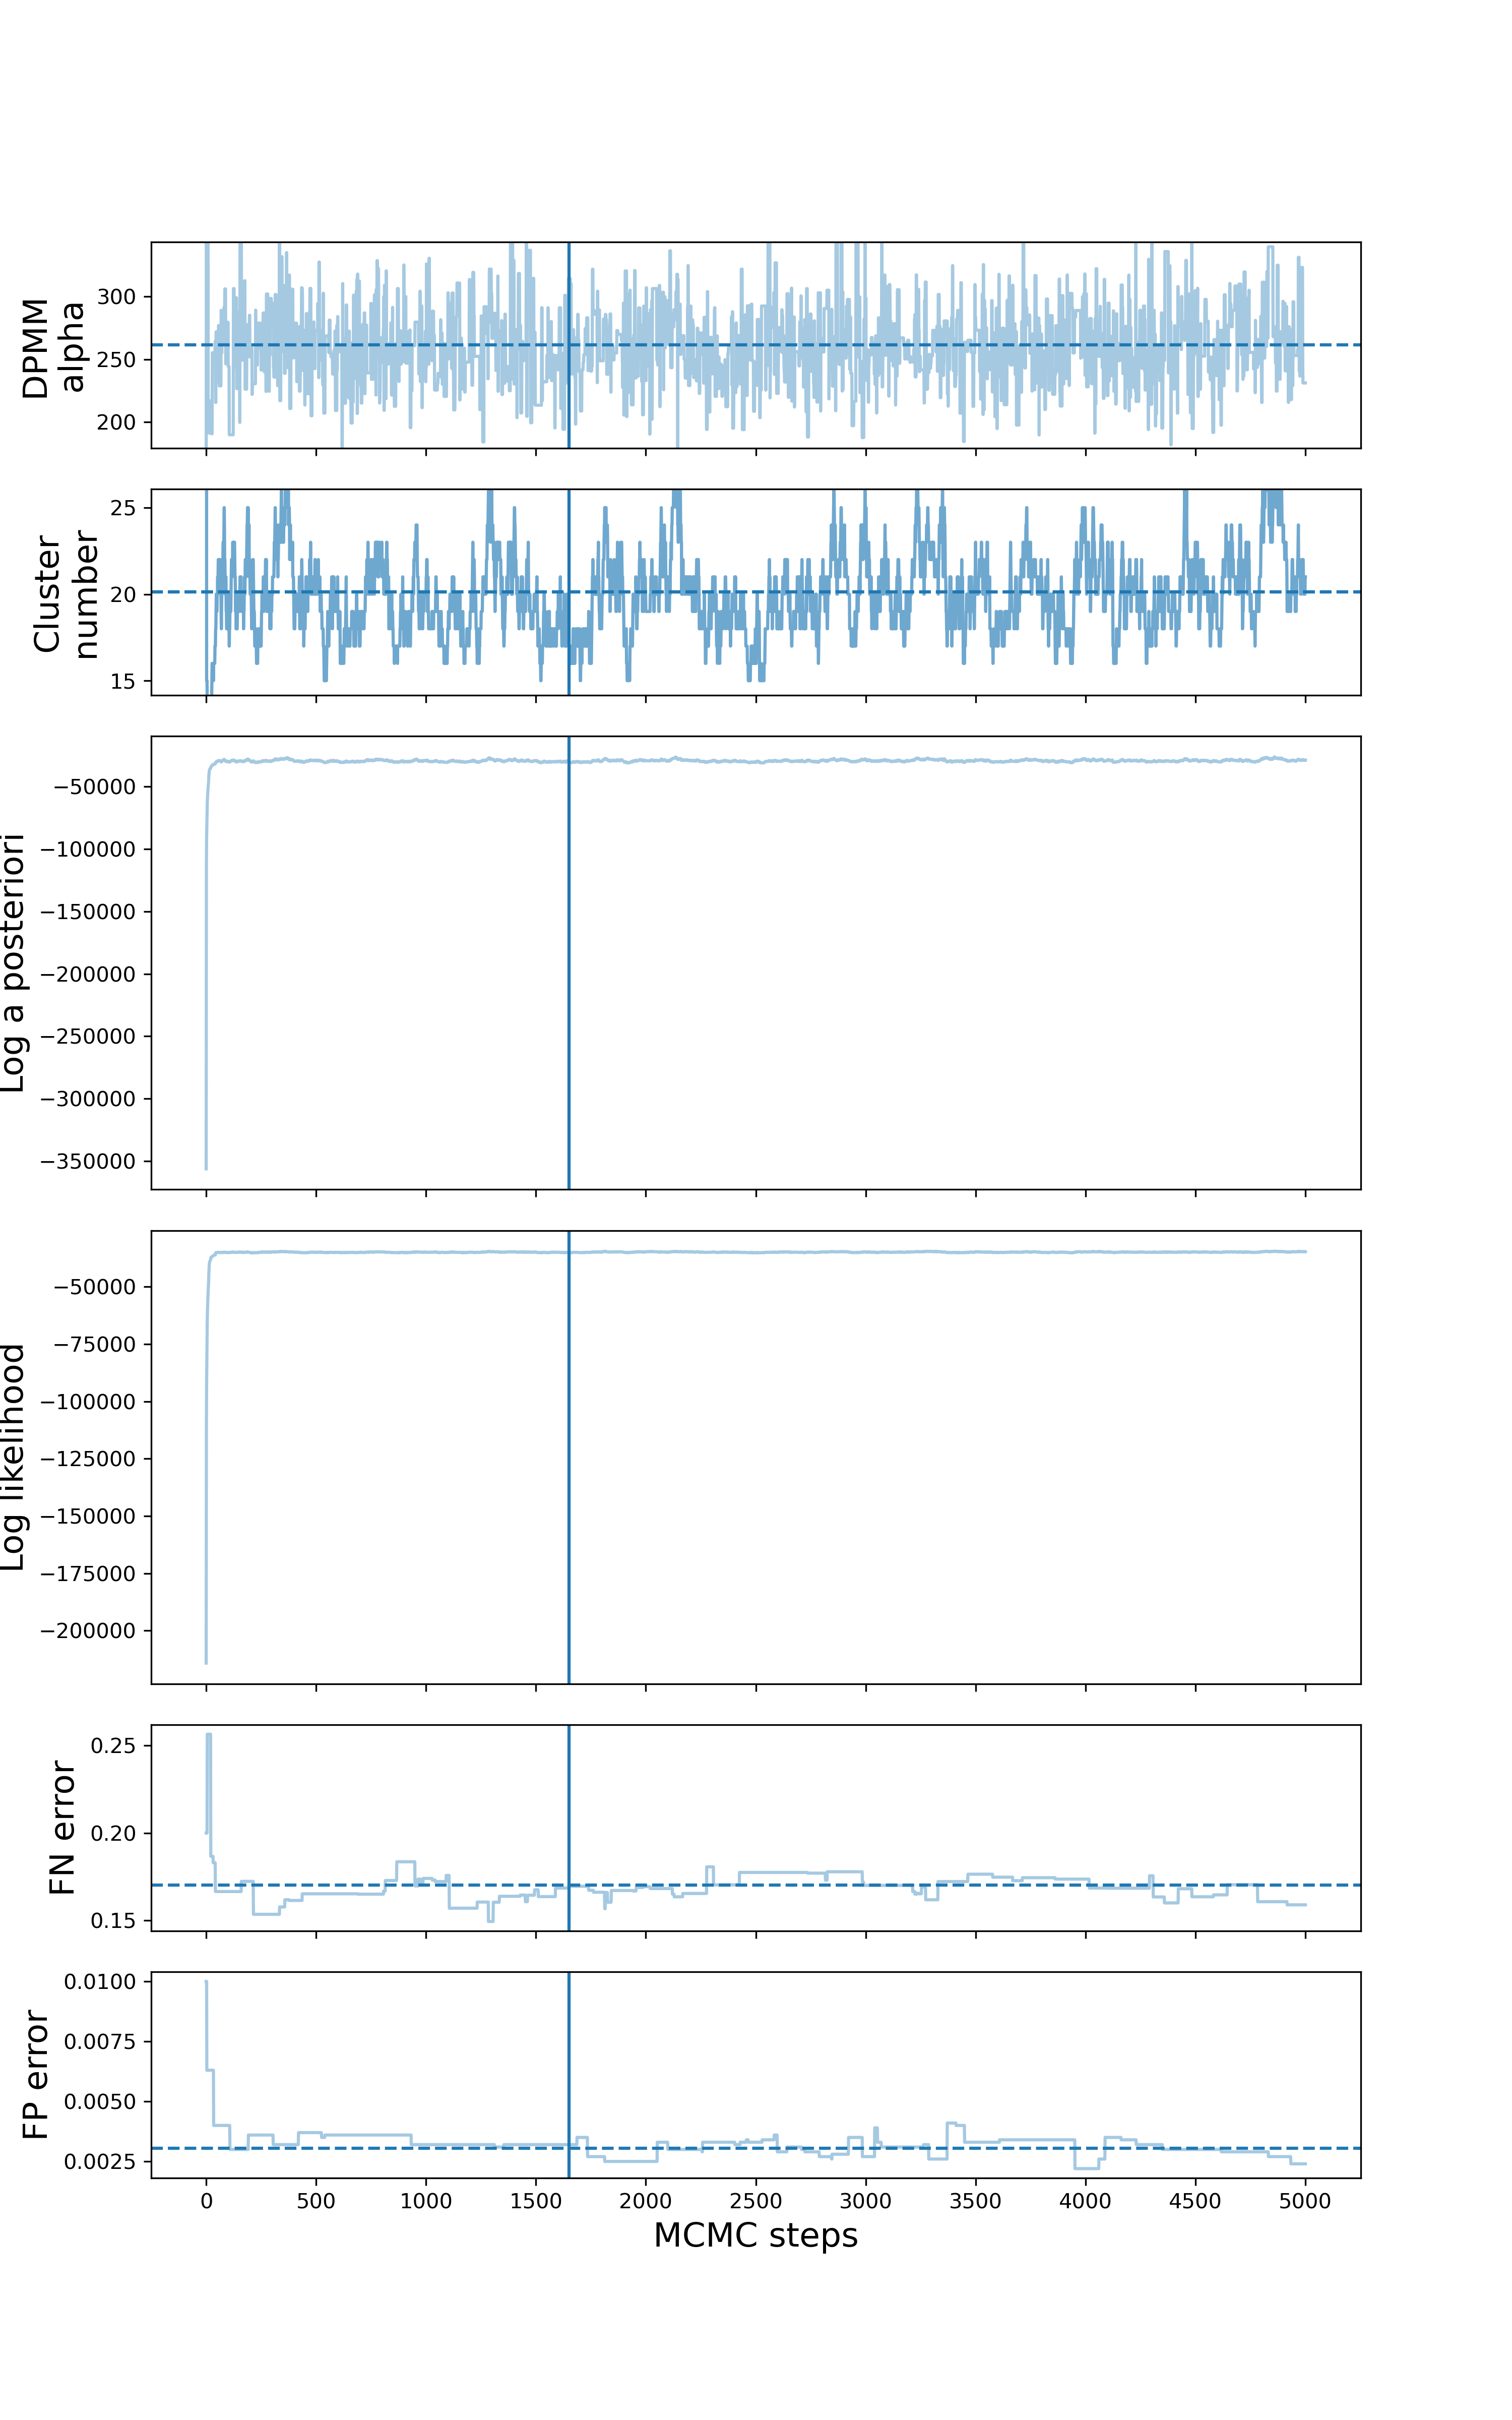 DPMM
alpha
300
250
200
Cluster
number
25
20
15
Log a posteriori
−50000
−100000
−150000
−200000
−250000
−300000
−350000
Log likelihood
−50000
−75000
−100000
−125000
−150000
−175000
−200000
FN error
0.25
0.20
0.15
FP error
0.0100
0.0075
0.0050
0.0025
0 500 1000 1500 2000 2500 3000 3500 4000 4500 5000
MCMC steps